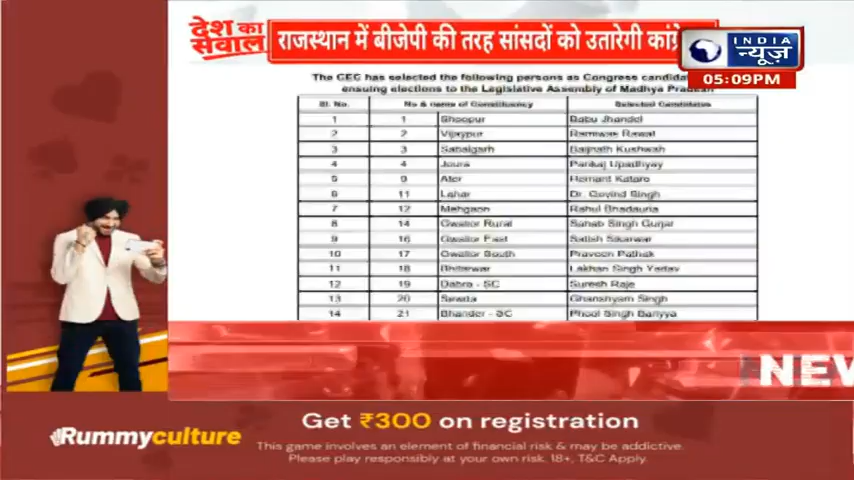 देश का
सवाल
राजस्थान में बीजेपी की तरह सांसदों को उतारेगी
INDIA
न्यूज़
05:09PM
The CEC has selected the following persons as Congress
ensuing elections to the Legislative Assembly of Madhya Pradesh
Sl. No. No & name of Constituency Selected Candidates
1 1 Sheopur Babu Jhandel
2 2 Vijaypur Ramniwas Rawat
3 3 Sabalgarh Baijnath Kushwah
4 4 Joura Pankaj Upadhyay
5 9 Ater Hemant Katare
6 11 Lahar Dr. Govind Singh
7 12 Mehgaon Rahul Bhadauria
8 14 Gwalior Rural Sahab Singh Gurjar
9 16 Gwalior East Satish Sikarwar
10 17 Gwalior South Praveen Pathak
11 18 Bhitarwar Lakhan Singh Yadav
12 19 Dabra - SC Suresh Raje
13 20 Sewda Ghanshyam Singh
14 21 Bhander - SC Phool Singh Bariyya
NEW
Rummyculture
Get ₹300 on registration
This game involves an element of financial risk & may be addictive.
Please play responsibly at your own risk. 18+, T&C Apply.